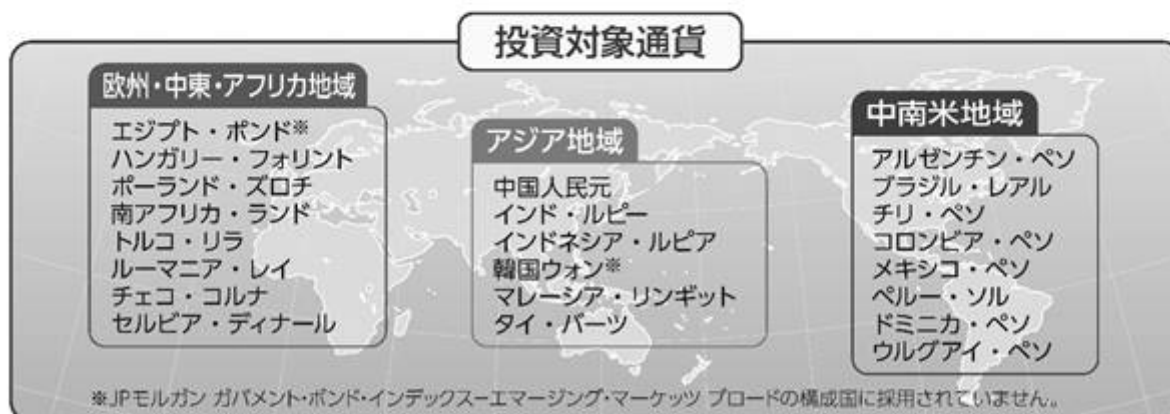 投資対象通貨
欧州・中東・アフリカ地域
エジプト・ポンド※
ハンガリー・フォリント
ポーランド・ズロチ
南アフリカ・ランド
トルコ・リラ
ルーマニア・レイ
チェコ・コルナ
セルビア・ディナール
アジア地域
中国人民元
インド・ルピー
インドネシア・ルピア
韓国ウォン※
マレーシア・リンギット
タイ・バーツ
中南米地域
アルゼンチン・ペソ
ブラジル・レアル
チリ・ペソ
コロンビア・ペソ
メキシコ・ペソ
ペルー・ソル
ドミニカ・ペソ
ウルグアイ・ペソ
※JPモルガン ガバメント・ボンド・インデックス−エマージング・マーケッツ ブロードの構成国に採用されていません。